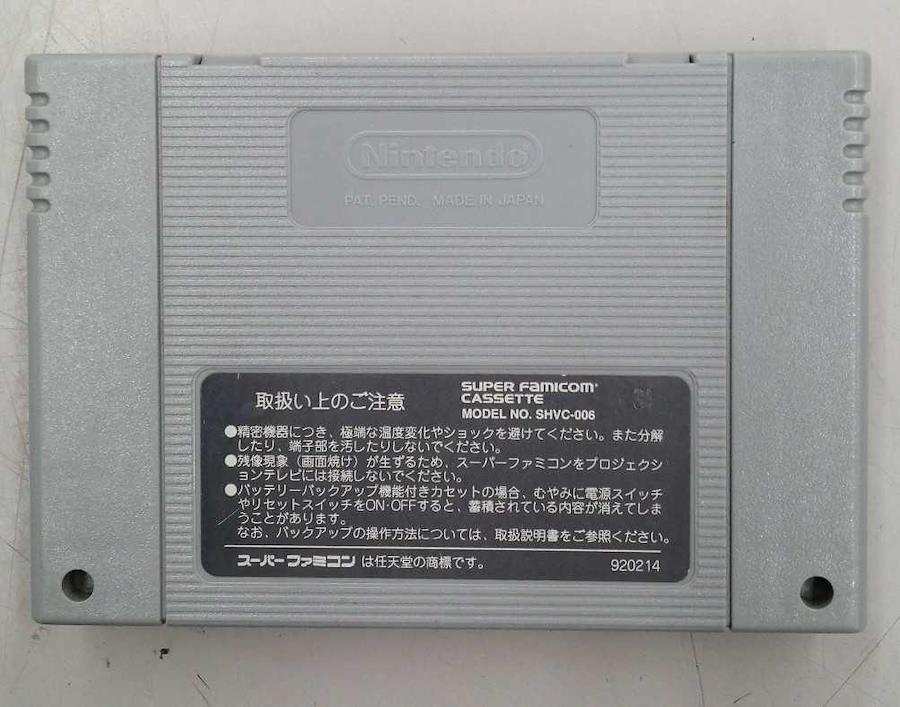 Nintendo
PAT. PEND. MADE IN JAPAN
取扱い上のご注意
SUPER FAMICOM
CASSETTE
MODEL NO. SHVC-006
●精密機器につき、極端な温度変化やショックを避けてください。また分解
したり、端子部を汚したりしないでください。
●残像現象（画面焼け）が生ずるため、スーパーファミコンをプロジェクシ
ョンテレビには接続しないでください。
●バッテリーバックアップ機能付きカセットの場合、むやみに電源スイッチ
やリセットスイッチをON・OFFすると、蓄積されている内容が消えてしま
うことがあります。
なお、バックアップの操作方法については、取扱説明書をご参照ください。
スーパーファミコン は任天堂の商標です。
920214